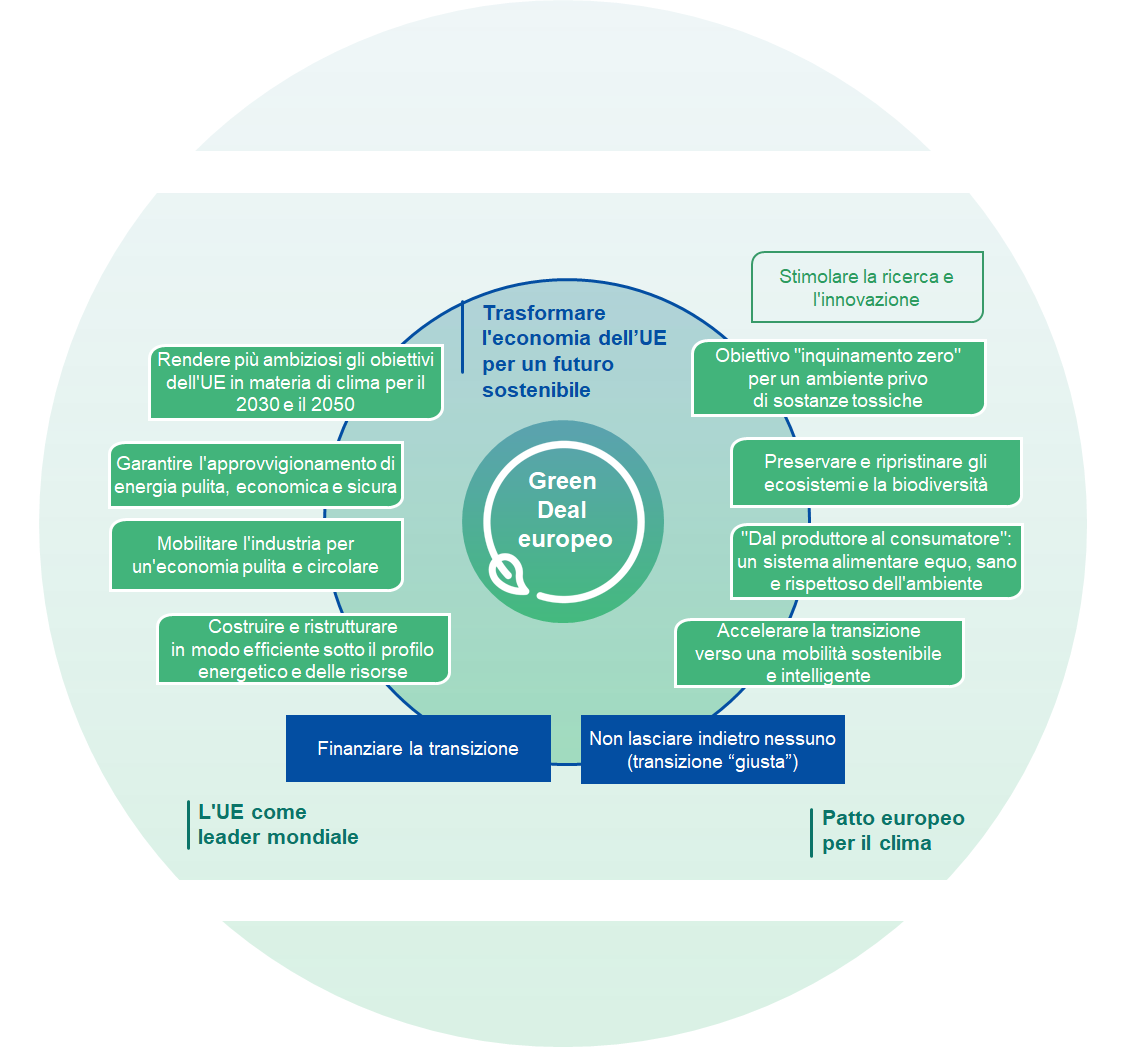 Stimolare la ricerca e
l'innovazione
Trasformare
l'economia dell’UE
per un futuro
sostenibile
Rendere più ambiziosi gli obiettivi
dell'UE in materia di clima per il
2030 e il 2050
Obiettivo "inquinamento zero"
per un ambiente privo
di sostanze tossiche
Garantire l'approvvigionamento di
energia pulita, economica e sicura
Preservare e ripristinare gli
ecosistemi e la biodiversità
Green
Deal
europeo
Mobilitare l'industria per
un'economia pulita e circolare
"Dal produttore al consumatore":
un sistema alimentare equo, sano
e rispettoso dell'ambiente
Costruire e ristrutturare
in modo efficiente sotto il profilo
energetico e delle risorse
Accelerare la transizione
verso una mobilità sostenibile
e intelligente
Finanziare la transizione
Non lasciare indietro nessuno
(transizione “giusta”)
L'UE come
leader mondiale
Patto europeo
per il clima